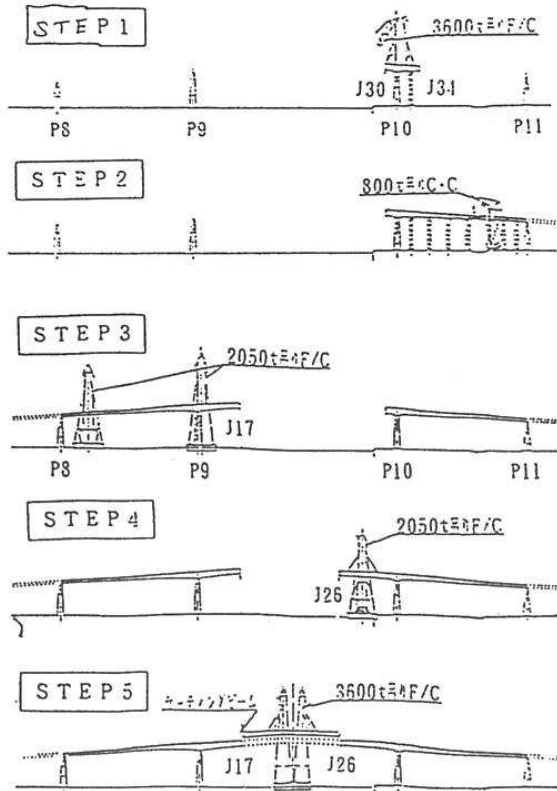 STEP1
3600t吊F/C
J30 J31
P8 P9 P10 P11
STEP2
800t吊C・C
STEP3
2050t吊F/C
J17
P8 P9 P10 P11
STEP4
2050t吊F/C
J26
STEP5
3600t吊F/C
J17 J26